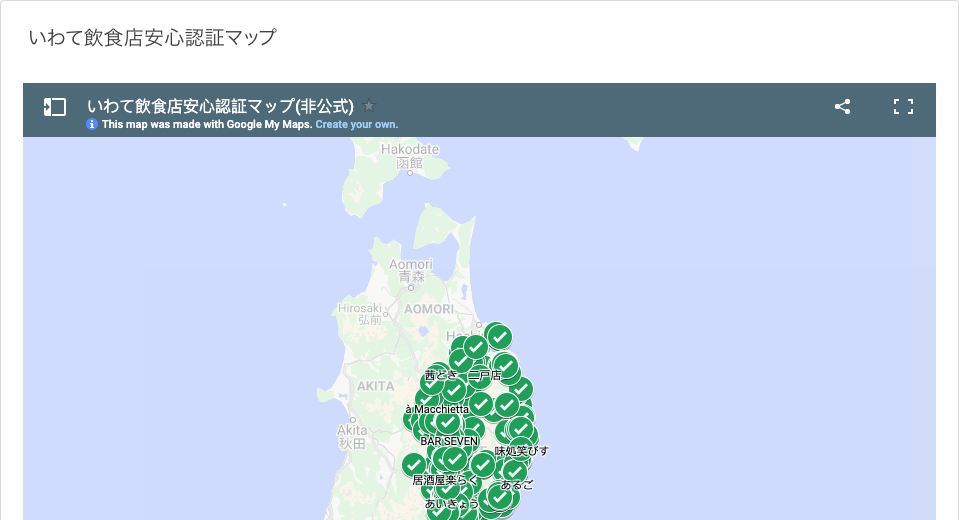 いわて飲食店安心認証マップ
いわて飲食店安心認証マップ(非公式)
This map was made with Google My Maps. Create your own.
Hakodate
函館
Aomori
青森
Hirosaki
弘前
AOMORI
茜どき
二戸店
AKITA
à Macchietta
Akita
秋田
BAR SEVEN
味処笑びす
居酒屋楽らく
あるご
あいきょう